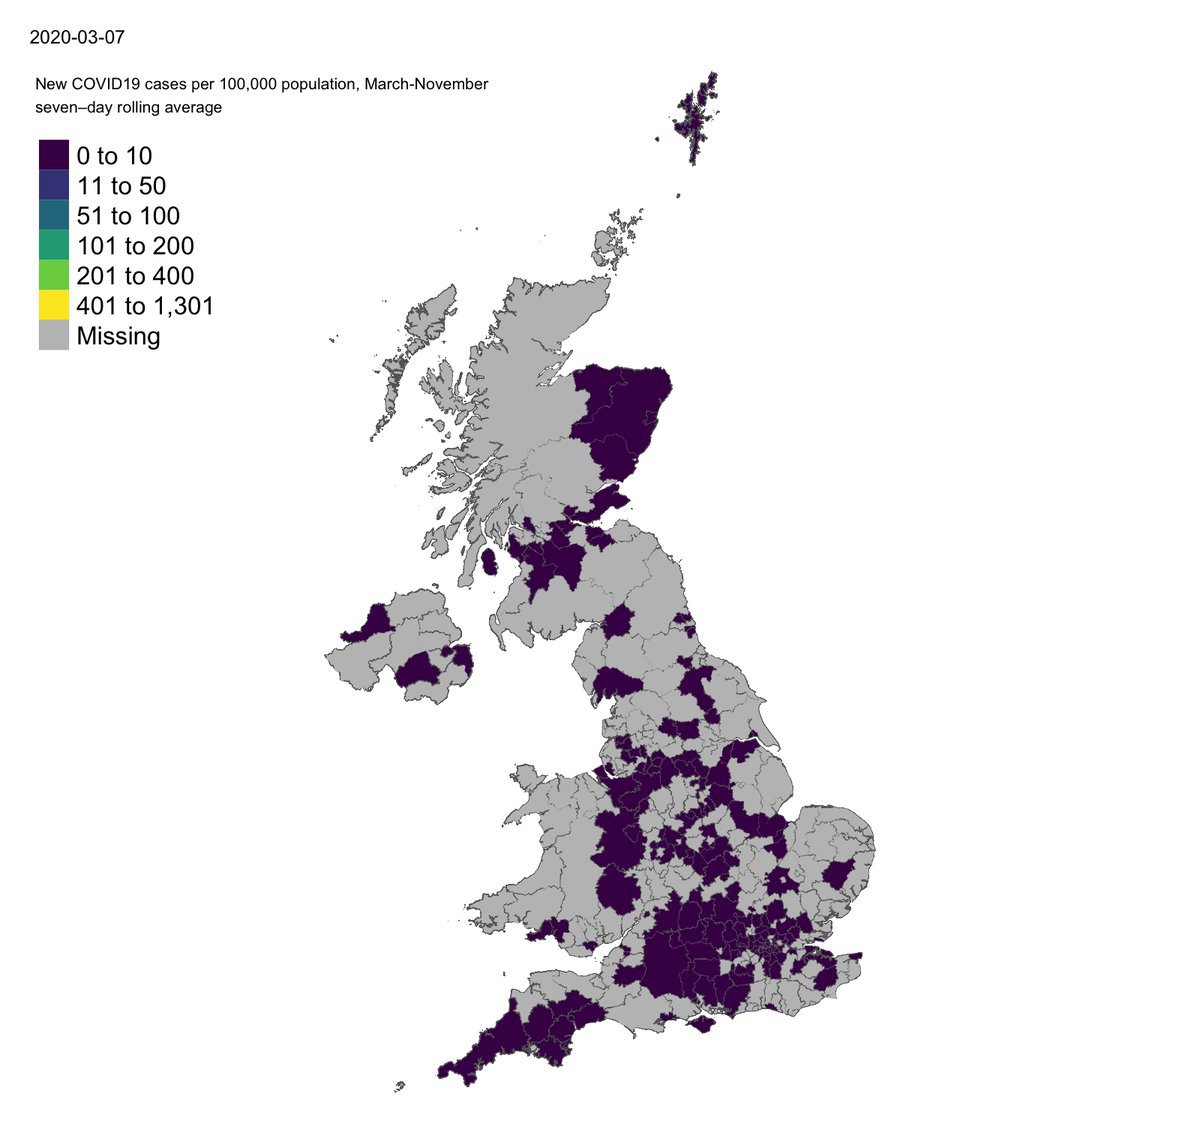 2020-03-07
New COVID19 cases per 100,000 population, March-November
seven–day rolling average
0 to 10
11 to 50
51 to 100
101 to 200
201 to 400
401 to 1,301
Missing